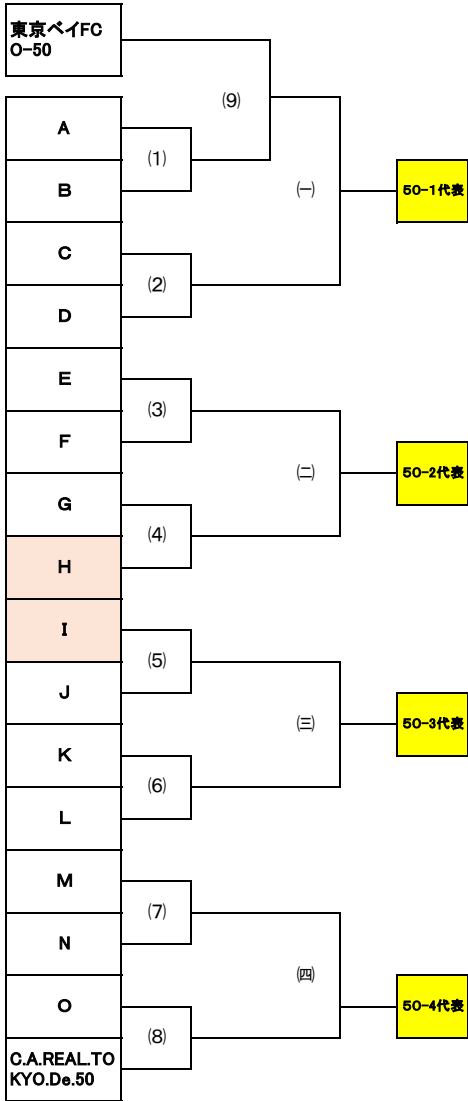 東京ベイFC
O-50
⑼
A
⑴
B
㈠
50-1代表
C
⑵
D
E
⑶
F
㈡
50-2代表
G
⑷
H
I
⑸
J
㈢
50-3代表
K
⑹
L
M
⑺
N
㈣
50-4代表
O
⑻
C.A.REAL.TO
KYO.De.50